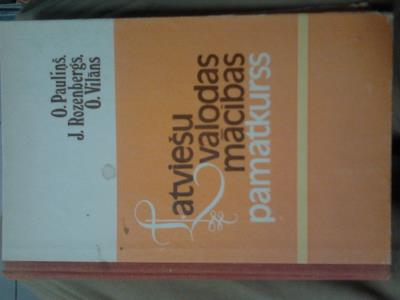 O. Pauliņš,
J. Rozenbergs,
O. Vilāns
Latviešu
valodas
mācības
pamatkurss